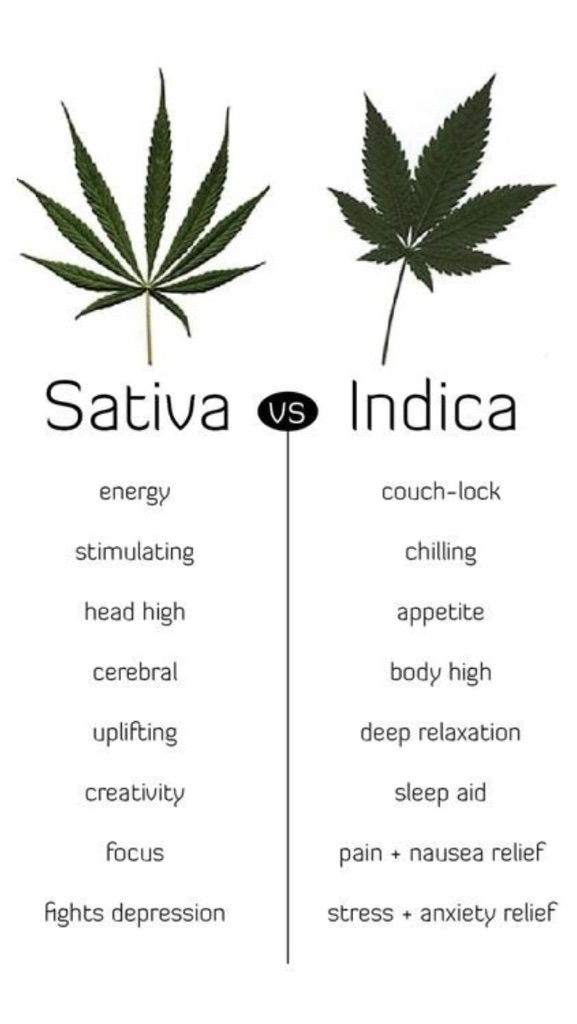 Sativa vs Indica
energy
couch-lock
stimulating
chilling
head high
appetite
cerebral
body high
uplifting
deep relaxation
creativity
sleep aid
focus
pain + nausea relief
fights depression
stress + anxiety relief